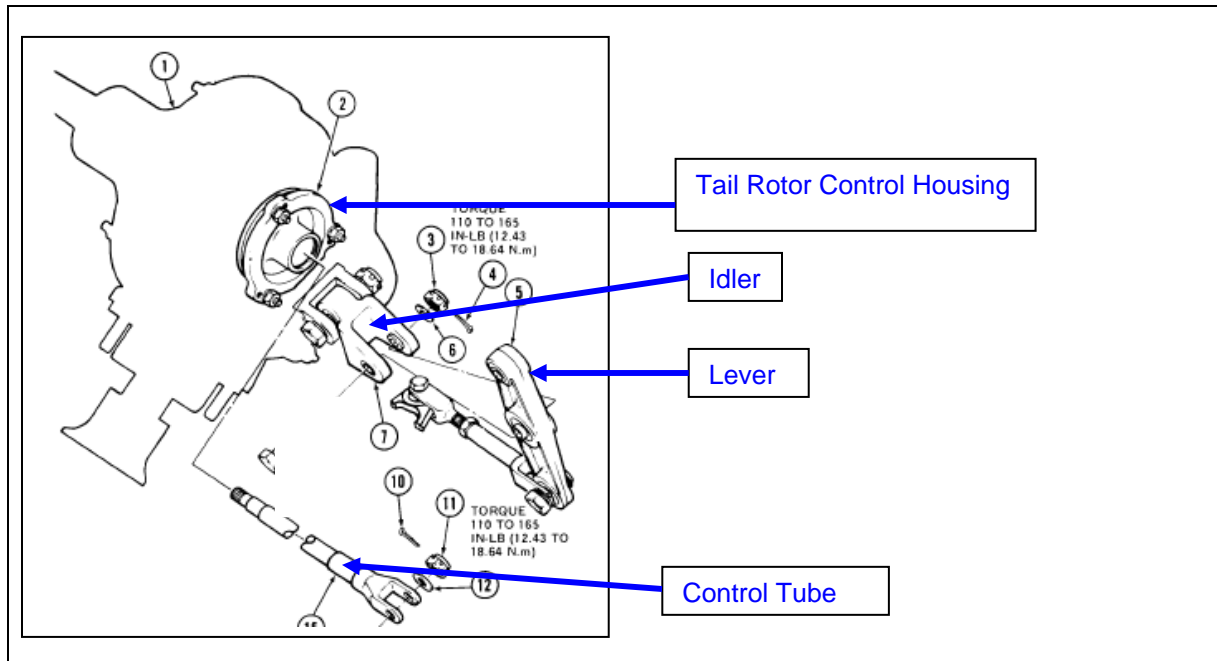 1
2
Tail Rotor Control Housing
TORQUE
110 TO 165
IN-LB (12.43
TO 18.64 N.m)
3
4
5
Idler
6
Lever
7
10
11
TORQUE
110 TO 165
IN-LB (12.43 TO
18.64 N.m)
12
Control Tube
15